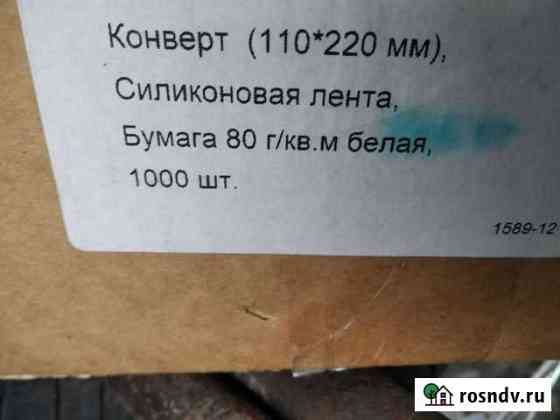 Конверт (110*220 мм),
Силиконовая лента,
Бумага 80 г/кв.м белая,
1000 шт.
1589-12
rosndv.ru